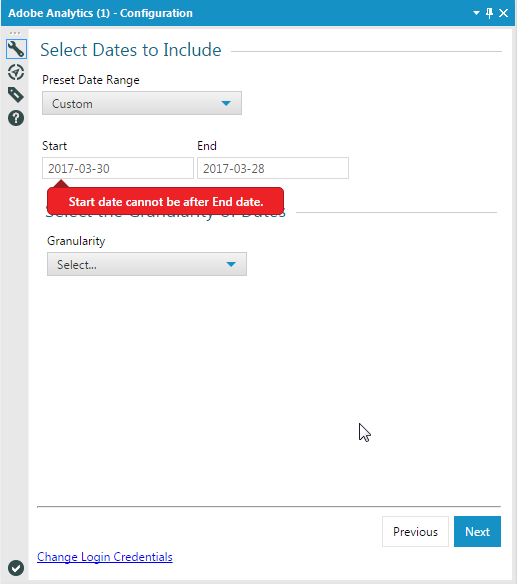 Adobe Analytics (1) - Configuration
Select Dates to Include
Preset Date Range
Custom
Start End
2017-03-30 2017-03-28
Start date cannot be after End date.
Select the Granularity of Dates
Granularity
Select...
Previous Next
Change Login Credentials